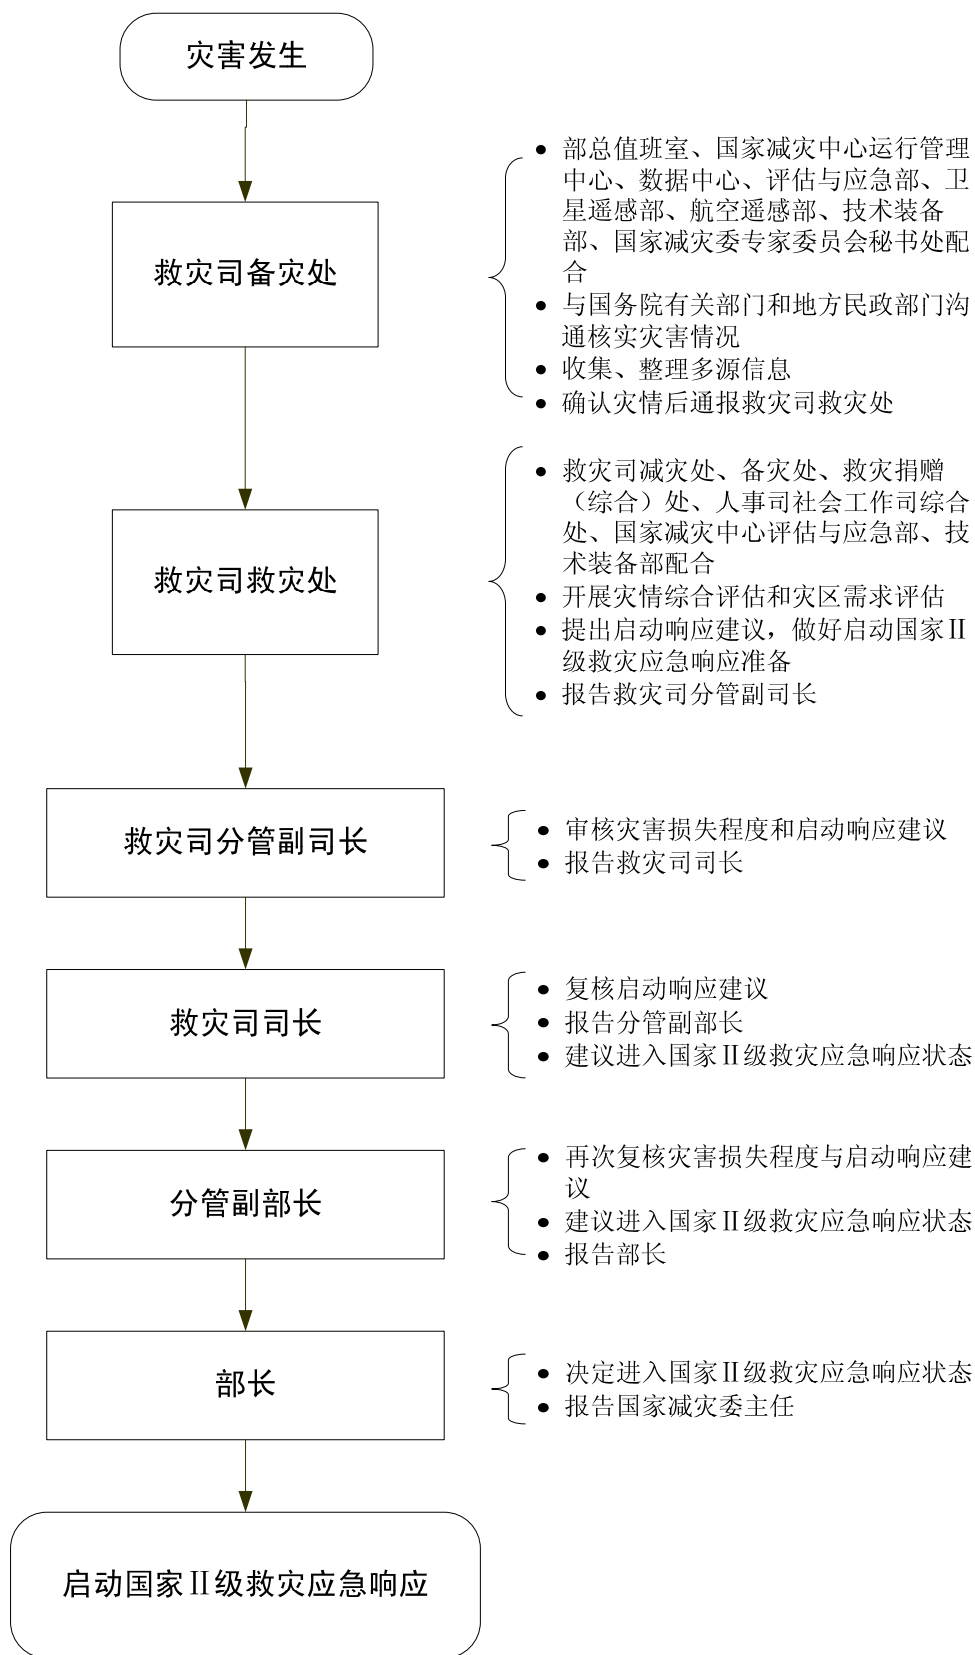 灾害发生
救灾司备灾处
● 部总值班室、国家减灾中心运行管理
中心、数据中心、评估与应急部、卫
星遥感部、航空遥感部、技术装备
部、国家减灾委专家委员会秘书处配
合
● 与国务院有关部门和地方民政部门沟
通核实灾害情况
● 收集、整理多源信息
● 确认灾情后通报救灾司救灾处
救灾司救灾处
● 救灾司减灾处、备灾处、救灾捐赠
（综合）处、人事司社会工作司综合
处、国家减灾中心评估与应急部、技
术装备部配合
● 开展灾情综合评估和灾区需求评估
● 提出启动响应建议，做好启动国家Ⅱ
级救灾应急响应准备
● 报告救灾司分管副司长
救灾司分管副司长
● 审核灾害损失程度和启动响应建议
● 报告救灾司司长
救灾司司长
● 复核启动响应建议
● 报告分管副部长
● 建议进入国家Ⅱ级救灾应急响应状态
分管副部长
● 再次复核灾害损失程度与启动响应建
议
● 建议进入国家Ⅱ级救灾应急响应状态
● 报告部长
部长
● 决定进入国家Ⅱ级救灾应急响应状态
● 报告国家减灾委主任
启动国家Ⅱ级救灾应急响应